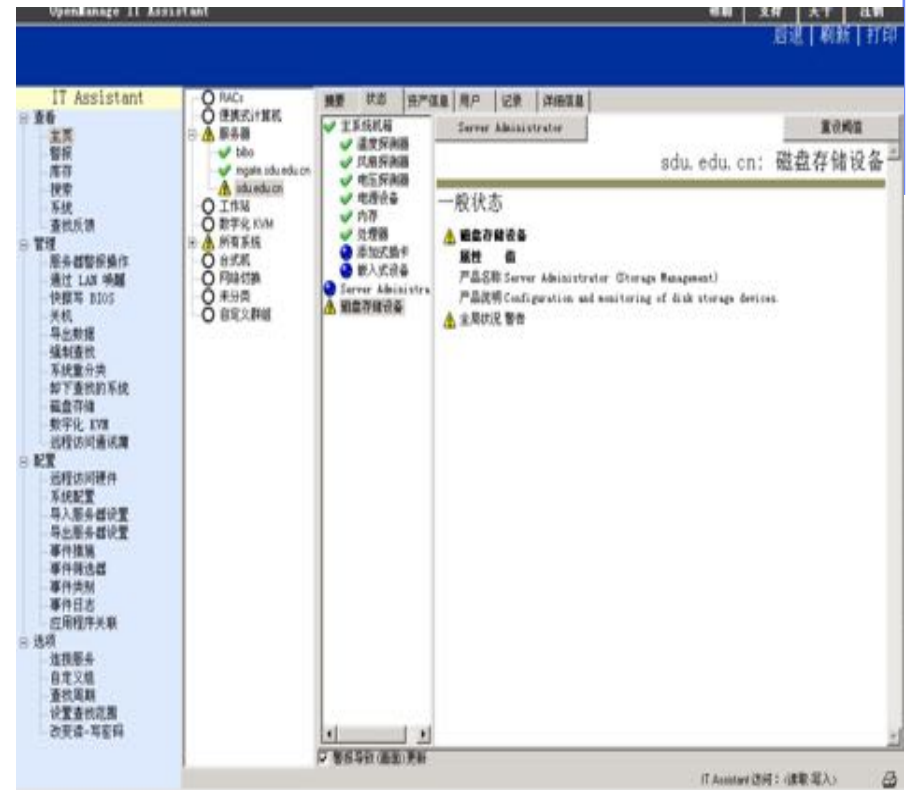 OpenManage IT Assistant
帮助 | 支持 | 关于 | 注销
后退 | 刷新 | 打印
IT Assistant
查看
主页
警报
库存
搜索
系统
查找反馈
管理
服务器警报操作
通过 LAN 唤醒
快擦写 BIOS
关机
导出数据
强制查找
系统重分类
卸下查找的系统
磁盘存储
数字化 KVM
远程访问通讯簿
配置
远程访问硬件
系统配置
导入服务器设置
导出服务器设置
事件措施
事件筛选器
事件类别
事件日志
应用程序关联
选项
连接服务
自定义组
查找周期
设置查找范围
改变读-写密码
RACs
便携式计算机
服务器
bbo
mgate.sdu.edu.cn
sdu.edu.cn
工作站
数字化 KVM
所有系统
台式机
网络切换
未分类
自定义群组
摘要 状态 资产信息 用户 记录 详细信息
主系统机箱
温度探测器
风扇探测器
电压探测器
电源设备
内存
处理器
添加式插卡
嵌入式设备
Server Administra
磁盘存储设备
Server Administrator
重设阈值
sdu.edu.cn: 磁盘存储设备
一般状态
磁盘存储设备
属性 值
产品名称 Server Administrator (Storage Management)
产品说明 Configuration and monitoring of disk storage devices.
全局状况 警告
警报导致(画面)更新
IT Assistant 访问: (读取/写入)